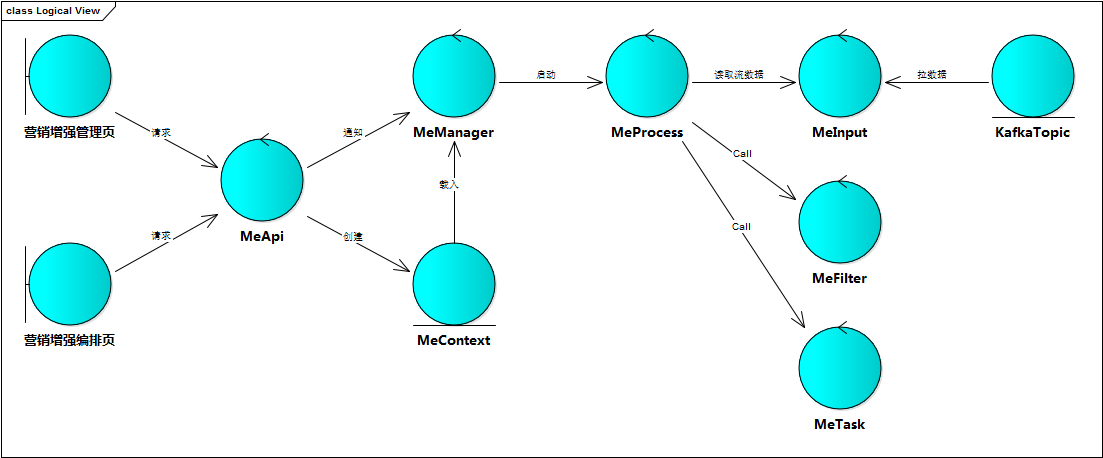 class Logical View
营销增强管理页
请求
MeApi
请求
营销增强编排页
通知
创建
MeManager
载入
MeContext
启动
MeProcess
读取流数据
MeInput
拉数据
KafkaTopic
Call
MeFilter
Call
MeTask